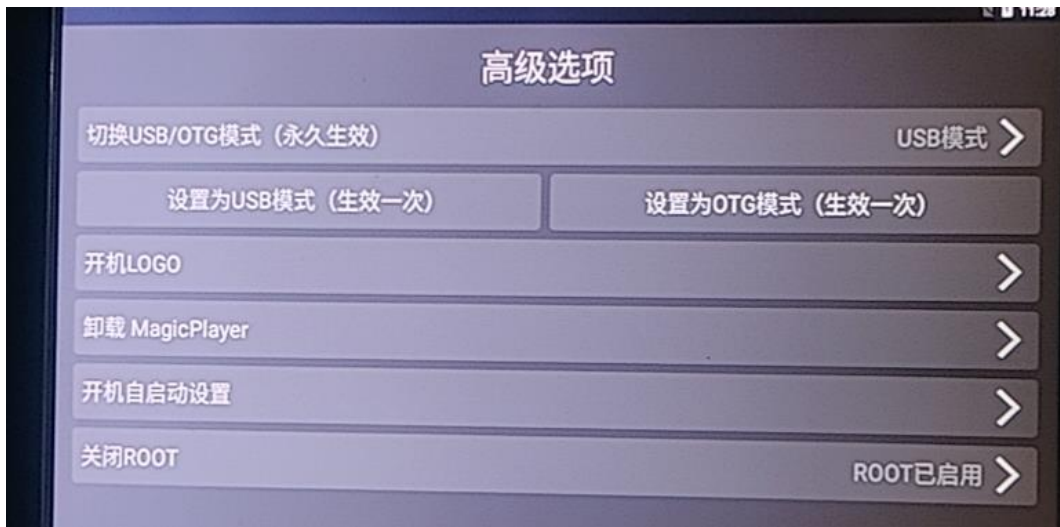 11:28
高级选项
切换USB/OTG模式（永久生效） USB模式
设置为USB模式（生效一次） 设置为OTG模式（生效一次）
开机LOGO
卸载 MagicPlayer
开机自启动设置
关闭ROOT ROOT已启用